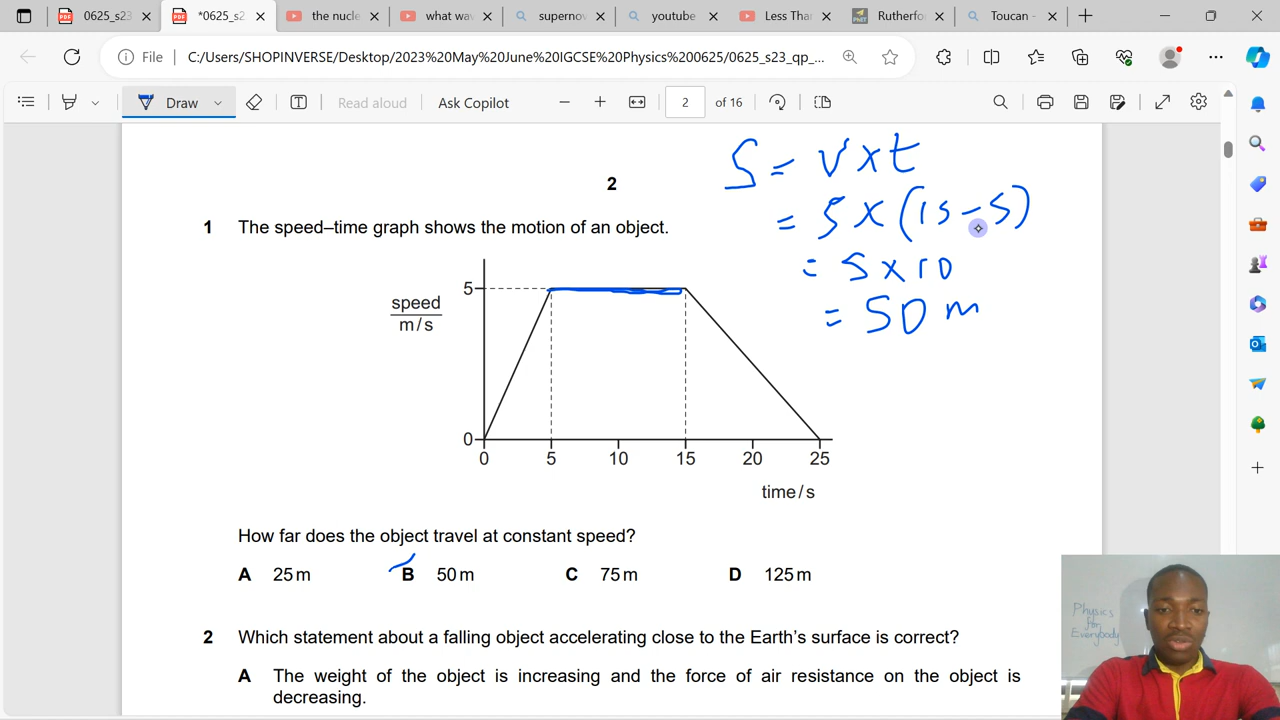 0625_s23
*0625_s2
the nucle
what wav
supernov
youtube
Less Tha
Rutherfo
Toucan -
File
C:/Users/SHOPINVERSE/Desktop/2023%20May%20June%20IGCSE%20Physics%200625/0625_s23_qp_...
Draw
Read aloud
Ask Copilot
2
of 16
S = v x t
= 5 x (15 - 5)
= 5 x 10
= 50 m
2
1 The speed–time graph shows the motion of an object.
5
speed
m/s
0
0 5 10 15 20 25
time/s
How far does the object travel at constant speed?
A 25 m B 50 m C 75 m D 125 m
2 Which statement about a falling object accelerating close to the Earth's surface is correct?
A The weight of the object is increasing and the force of air resistance on the object is
decreasing.
Physics
for
Everybody